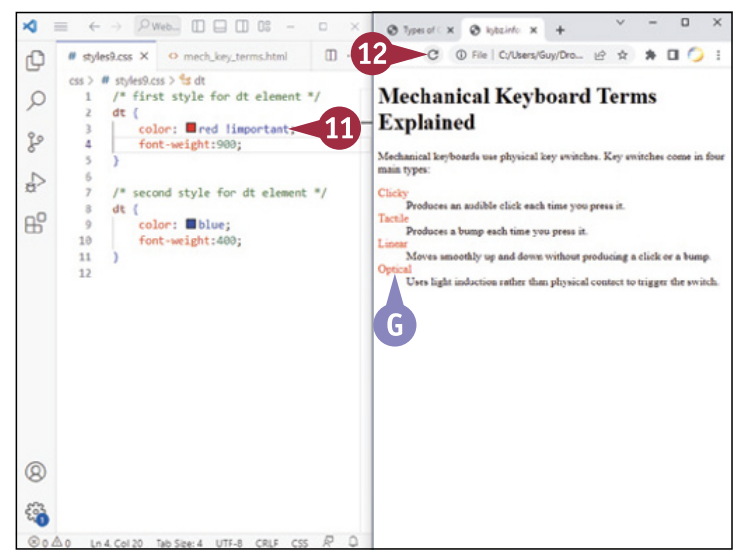 Web...
styles9.css
mech_key_terms.html
css > # styles9.css > dt
1 /* first style for dt element */
2 dt {
3 color: red !important;
4 font-weight:900;
5 }
6
7 /* second style for dt element */
8 dt {
9 color: blue;
10 font-weight:400;
11 }
12
11
0 0 Ln 4, Col 20 Tab Size: 4 UTF-8 CRLF CSS
Types of
kybz.info:
12
File C:/Users/Guy/Dro...
Mechanical Keyboard Terms
Explained
Mechanical keyboards use physical key switches. Key switches come in four
main types:
Clicky
Produces an audible click each time you press it.
Tactile
Produces a bump each time you press it.
Linear
Moves smoothly up and down without producing a click or a bump.
Optical
Uses light induction rather than physical contact to trigger the switch.
G